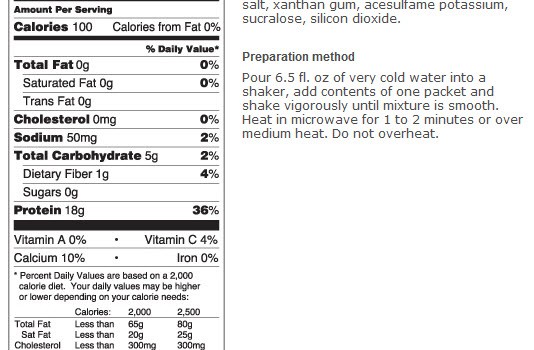 Amount Per Serving
Calories 100 Calories from Fat 0%
% Daily Value*
Total Fat 0g 0%
Saturated Fat 0g 0%
Trans Fat 0g
Cholesterol 0mg 0%
Sodium 50mg 2%
Total Carbohydrate 5g 2%
Dietary Fiber 1g 4%
Sugars 0g
Protein 18g 36%
Vitamin A 0% • Vitamin C 4%
Calcium 10% • Iron 0%
* Percent Daily Values are based on a 2,000
calorie diet. Your daily values may be higher
or lower depending on your calorie needs:
Calories: 2,000 2,500
Total Fat Less than 65g 80g
Sat Fat Less than 20g 25g
Cholesterol Less than 300mg 300mg
salt, xanthan gum, acesulfame potassium,
sucralose, silicon dioxide.
Preparation method
Pour 6.5 fl. oz of very cold water into a
shaker, add contents of one packet and
shake vigorously until mixture is smooth.
Heat in microwave for 1 to 2 minutes or over
medium heat. Do not overheat.